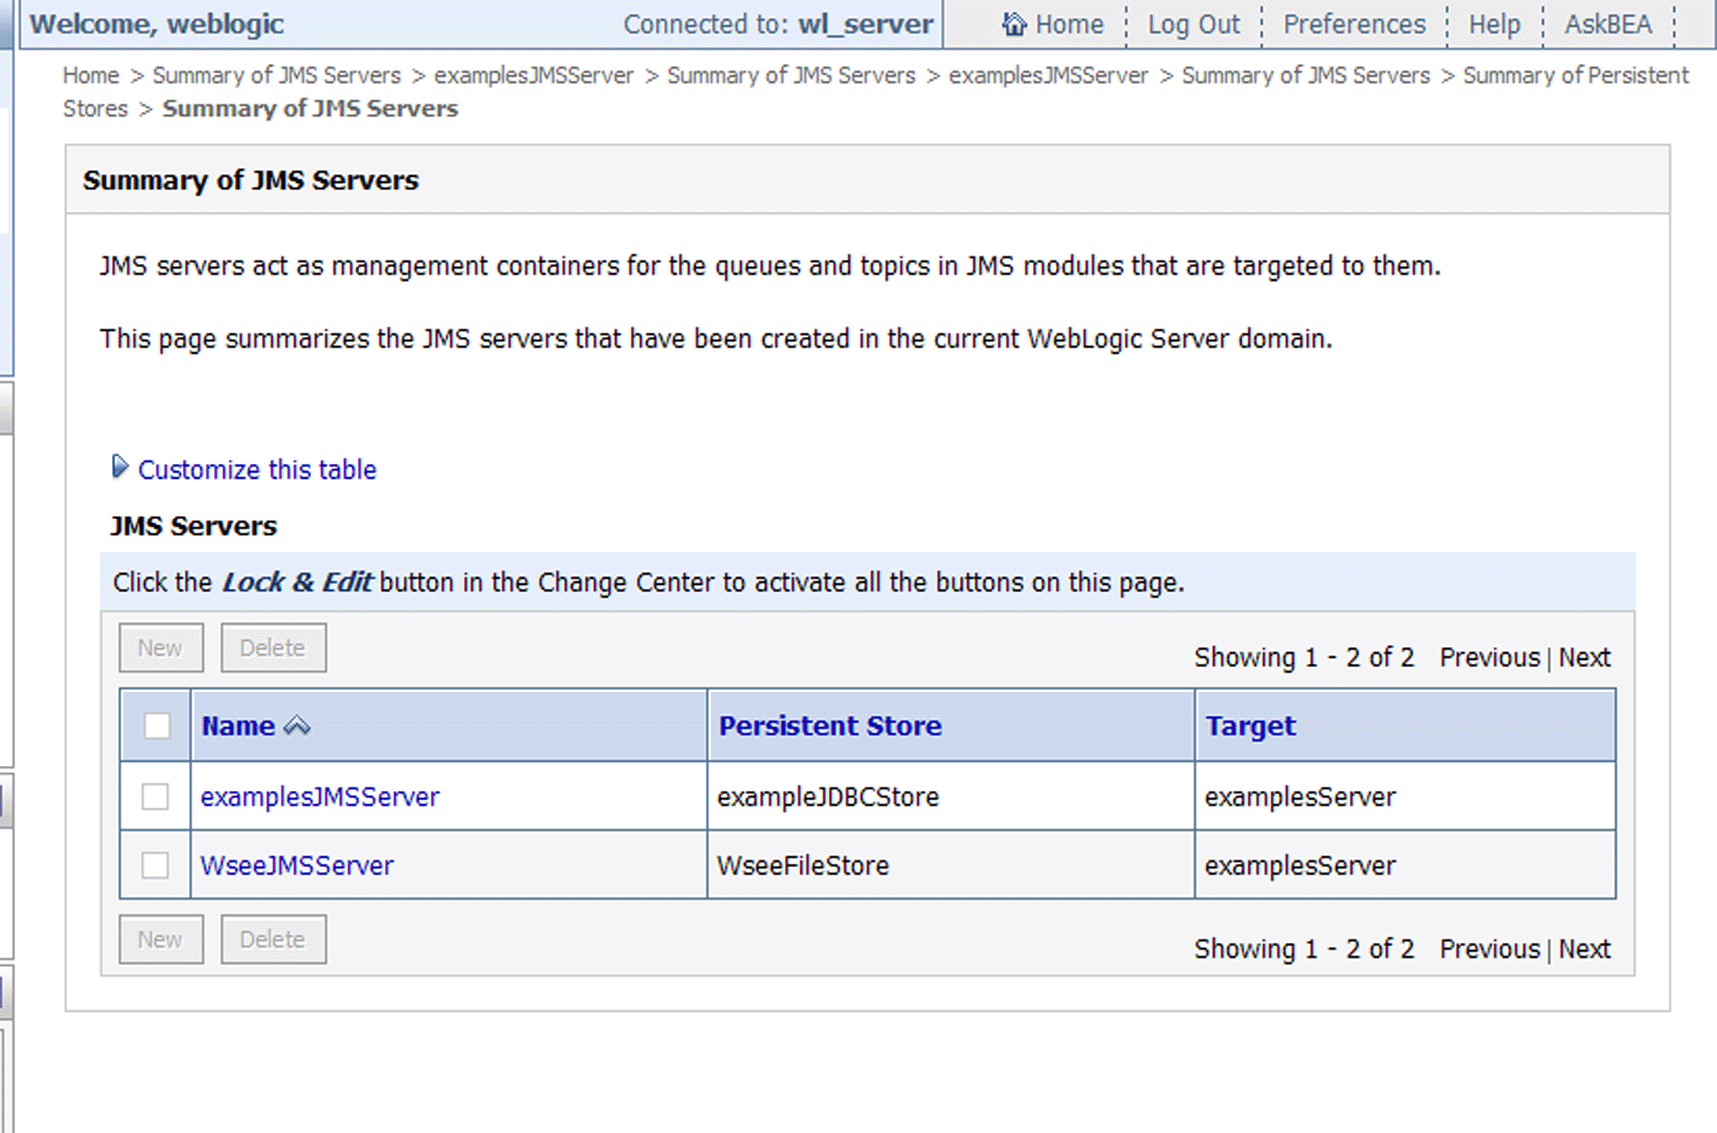 Welcome, weblogic Connected to: wl_server Home Log Out Preferences Help AskBEA
Home > Summary of JMS Servers > examplesJMSServer > Summary of JMS Servers > examplesJMSServer > Summary of JMS Servers > Summary of Persistent
Stores > Summary of JMS Servers
Summary of JMS Servers
JMS servers act as management containers for the queues and topics in JMS modules that are targeted to them.
This page summarizes the JMS servers that have been created in the current WebLogic Server domain.
Customize this table
JMS Servers
Click the Lock & Edit button in the Change Center to activate all the buttons on this page.
New Delete Showing 1 - 2 of 2 Previous | Next
Name Persistent Store Target
examplesJMSServer exampleJDBCStore examplesServer
WseeJMSServer WseeFileStore examplesServer
New Delete Showing 1 - 2 of 2 Previous | Next